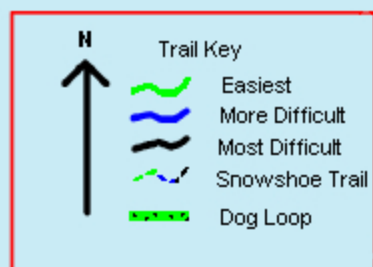 N
Trail Key
Easiest
More Difficult
Most Difficult
Snowshoe Trail
Dog Loop